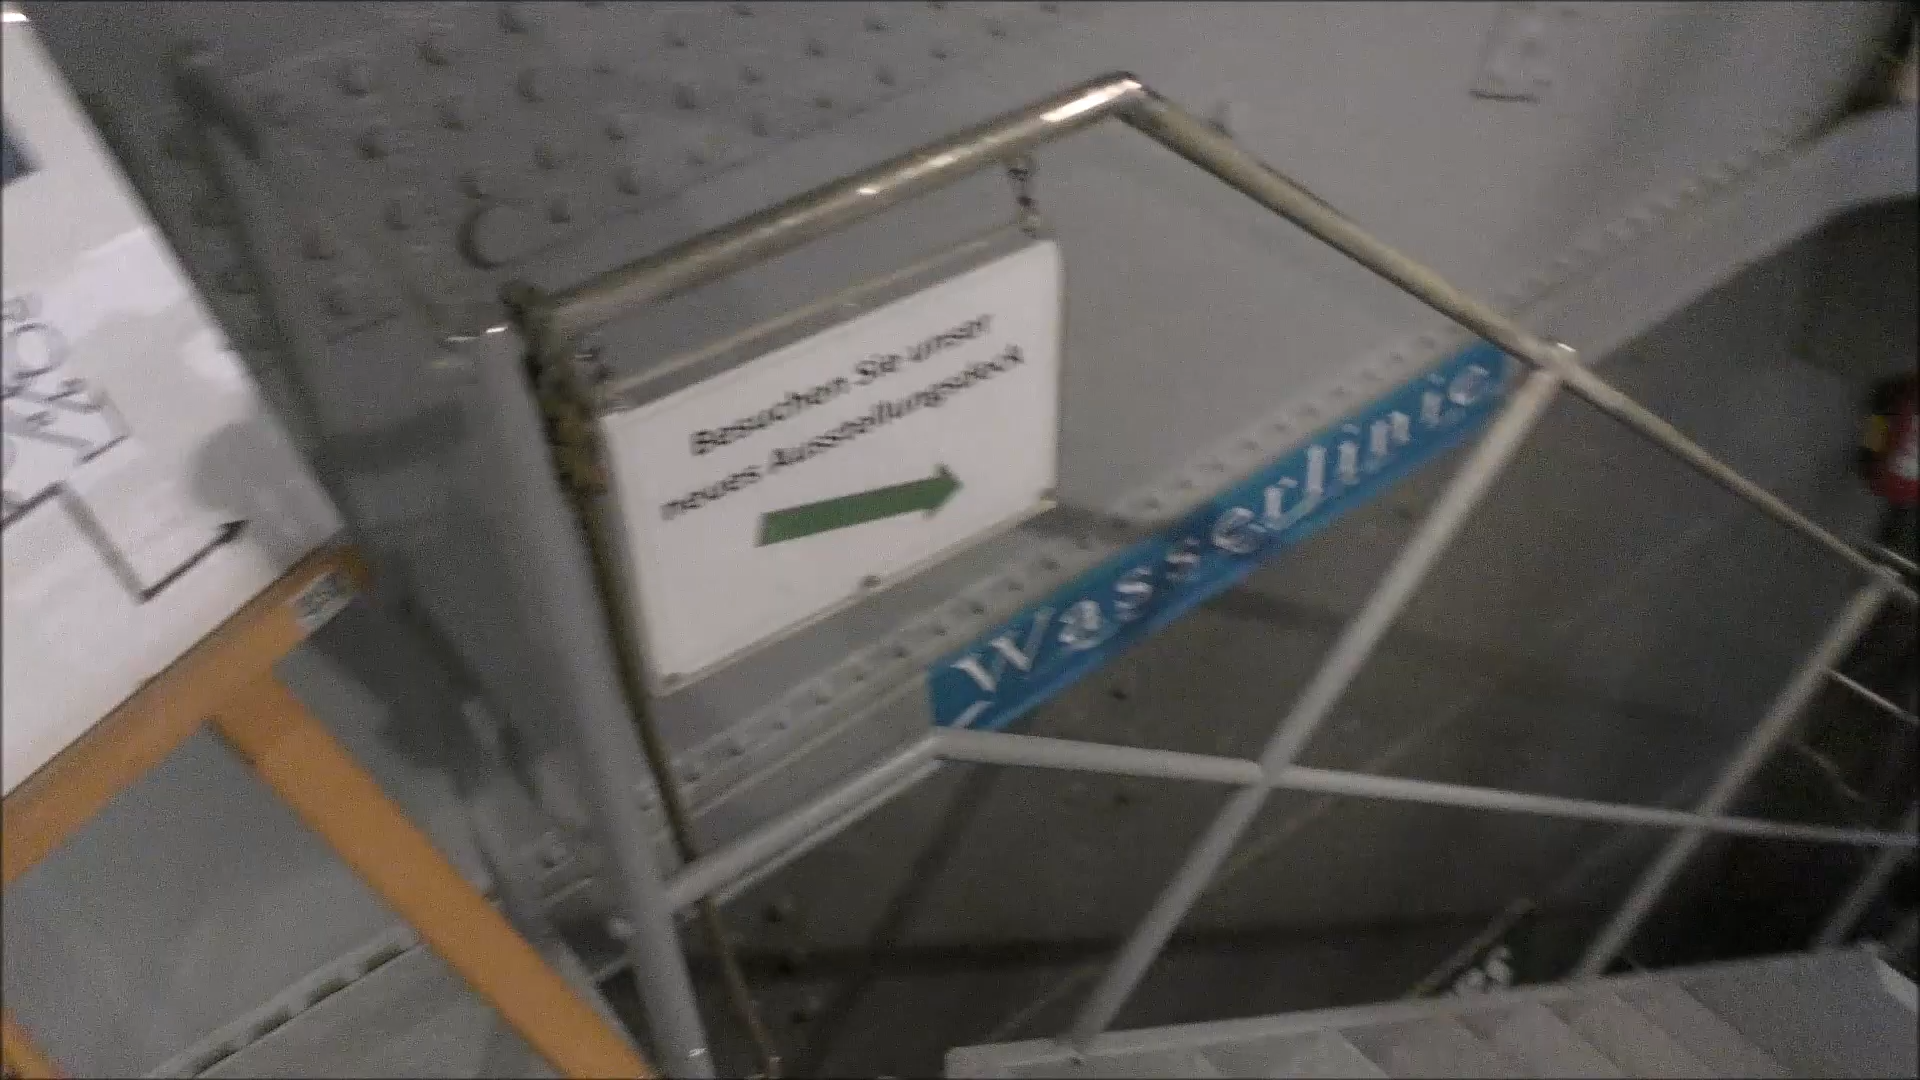 Besuchen Sie unser
neues Ausstellungsdeck
Wasserlinie